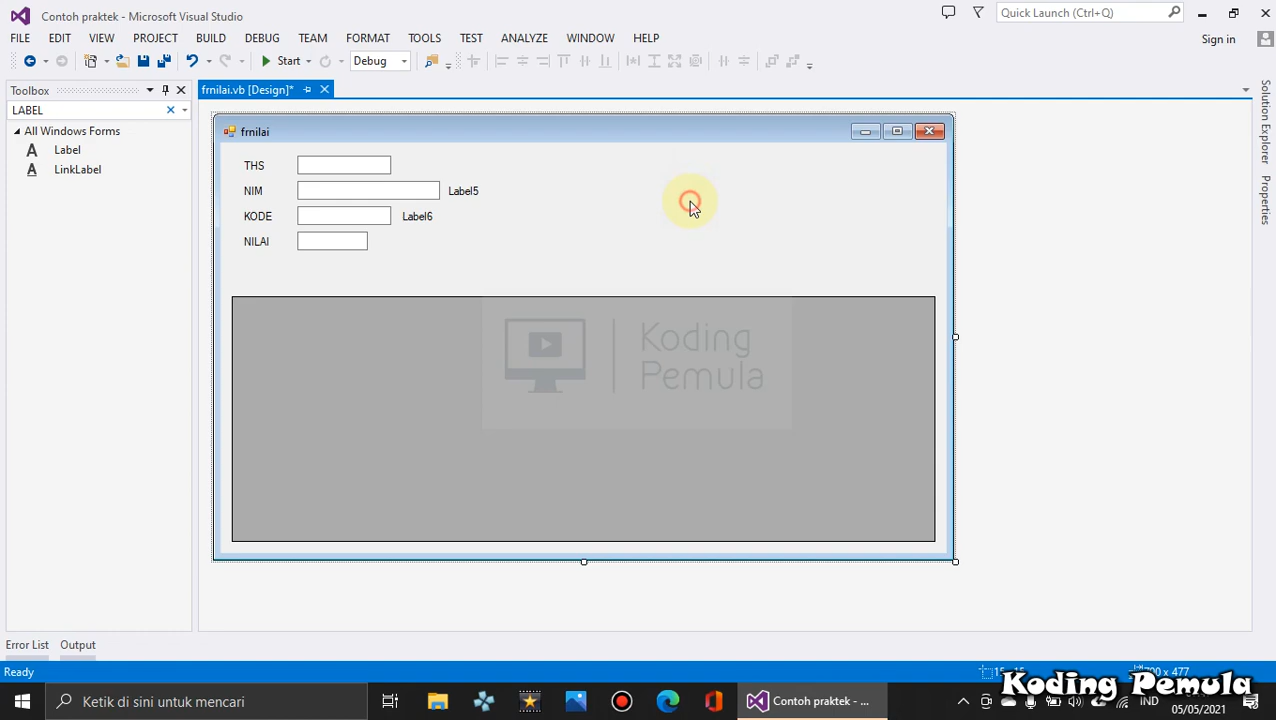 Contoh praktek - Microsoft Visual Studio
Quick Launch (Ctrl+Q)
FILE EDIT VIEW PROJECT BUILD DEBUG TEAM FORMAT TOOLS TEST ANALYZE WINDOW HELP
Sign in
Start Debug
Toolbox
frnilai.vb [Design]*
LABEL
All Windows Forms
Label
LinkLabel
frnilai
THS
NIM Label5
KODE Label6
NILAI
Koding
Pemula
Solution Explorer
Properties
Error List Output
Ready
Koding Pemula
Ketik di sini untuk mencari
Contoh praktek - ...
IND
05/05/2021